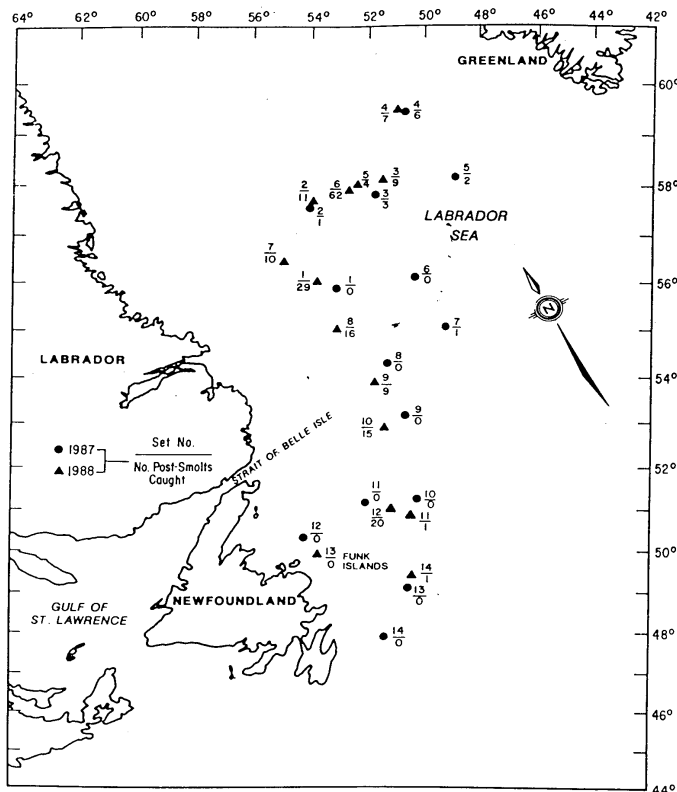 64° 62° 60° 58° 56° 54° 52° 50° 48° 46° 44° 42°
GREENLAND
60°
4/7 4/6
5/2
2/11 6/62 5/4 3/9
58°
3/3
2/1
LABRADOR
SEA
7/10
1/29 1/0 6/0
56°
N
8/16 7/1
LABRADOR
8/0
54°
9/9
9/0
10/15
1987
1988
Set No.
No. Post-Smolts
Caught
STRAIT OF BELLE ISLE
52°
11/0 10/0
12/20 11/1
12/0
13/0 FUNK
ISLANDS
50°
14/1
13/0
NEWFOUNDLAND
GULF OF
ST. LAWRENCE
14/0
48°
46°
44°